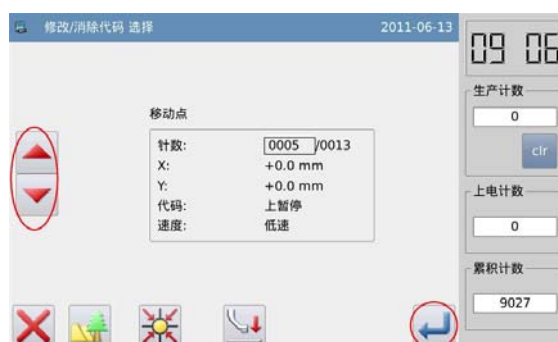 修改/消除代码 选择 2011-06-13
09 06
生产计数
0
clr
移动点
针数: 0005 /0013
X: +0.0 mm
Y: +0.0 mm
代码: 上暂停
速度: 低速
上电计数
0
累积计数
9027